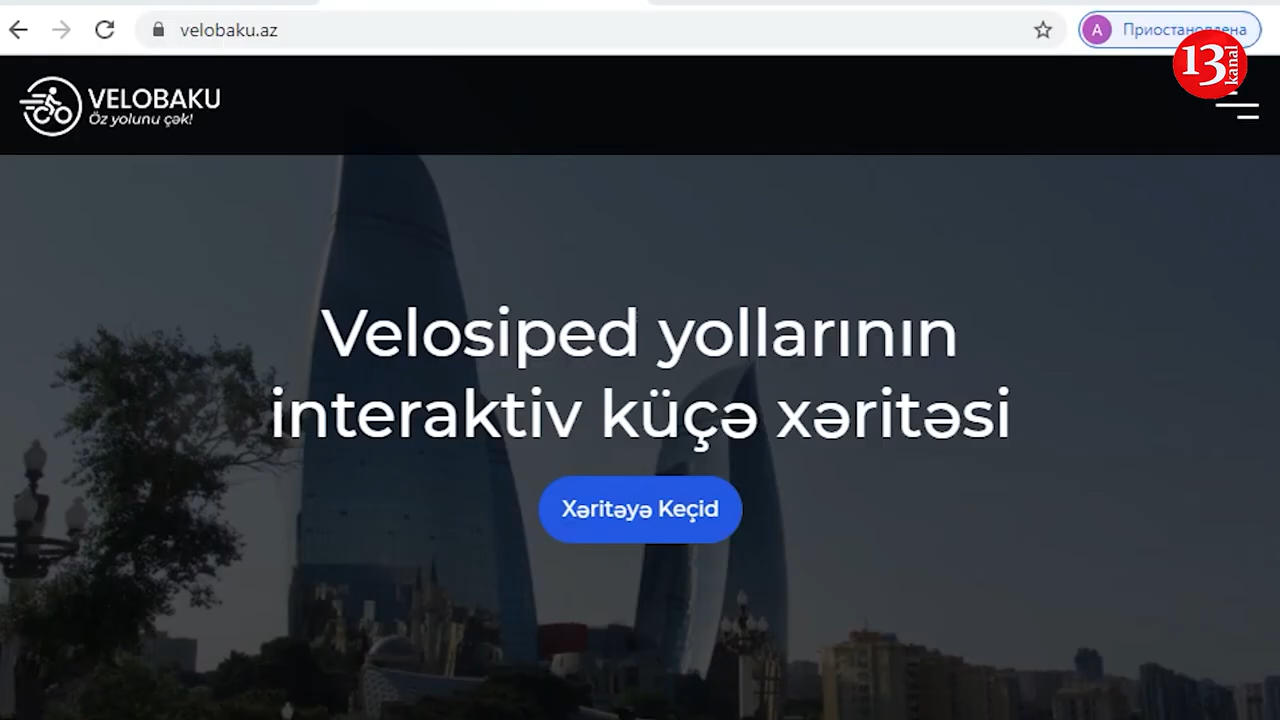 velobaku.az
A Приостановлена
13 kanal
VELOBAKU
Öz yolunu çək!
Velosiped yollarının
interaktiv küçə xəritəsi
Xəritəyə Keçid